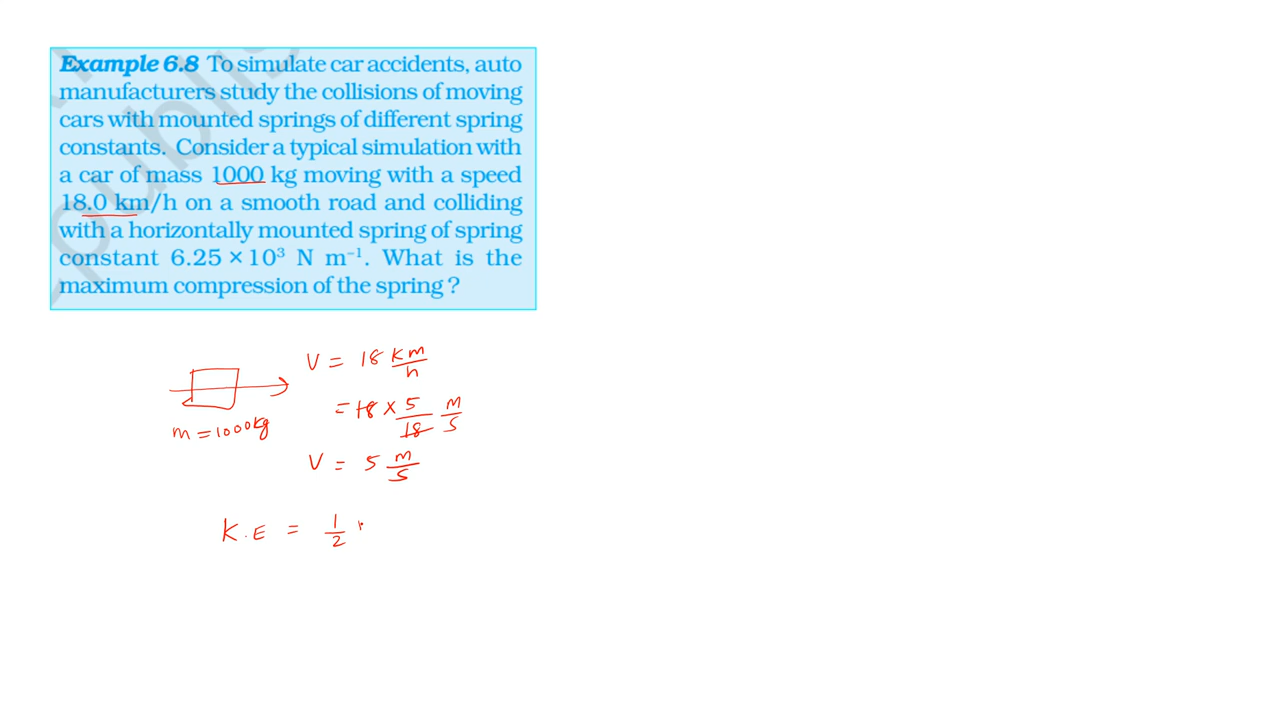 Example 6.8 To simulate car accidents, auto
manufacturers study the collisions of moving
cars with mounted springs of different spring
constants. Consider a typical simulation with
a car of mass 1000 kg moving with a speed
18.0 km/h on a smooth road and colliding
with a horizontally mounted spring of spring
constant 6.25 × 10³ N m⁻¹. What is the
maximum compression of the spring ?
V = 18 km/h
= 18 × 5/18 m/s
m = 1000kg
V = 5 m/s
K.E = 1/2